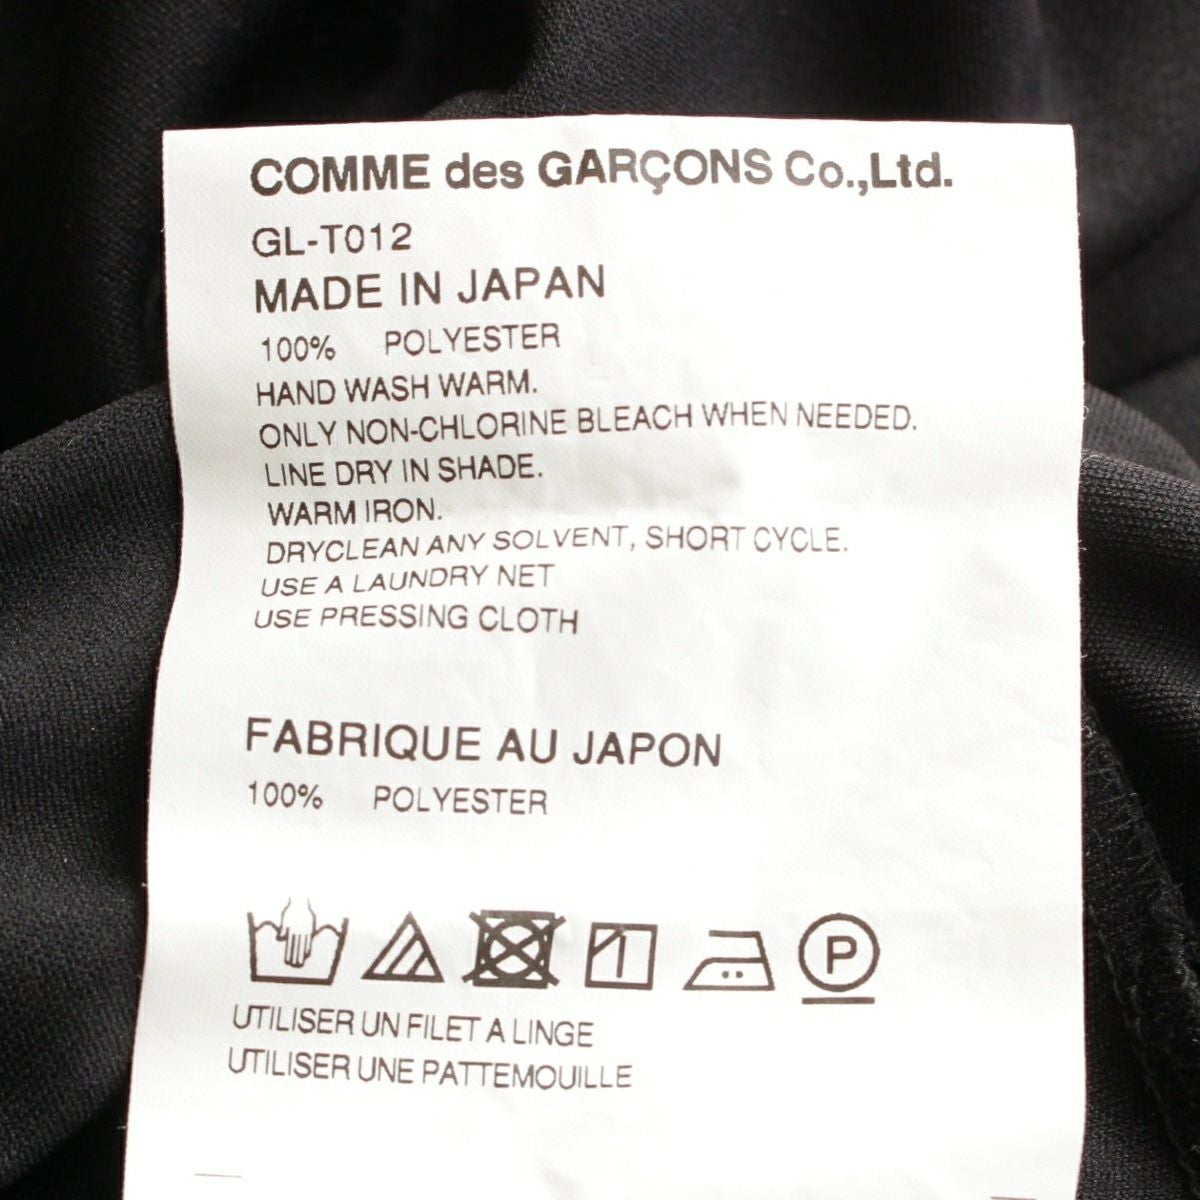 COMME des GARÇONS Co.,Ltd.
GL-T012
MADE IN JAPAN
100% POLYESTER
HAND WASH WARM.
ONLY NON-CHLORINE BLEACH WHEN NEEDED.
LINE DRY IN SHADE.
WARM IRON.
DRYCLEAN ANY SOLVENT, SHORT CYCLE.
USE A LAUNDRY NET
USE PRESSING CLOTH
FABRIQUE AU JAPON
100% POLYESTER
P
UTILISER UN FILET A LINGE
UTILISER UNE PATTEMOUILLE